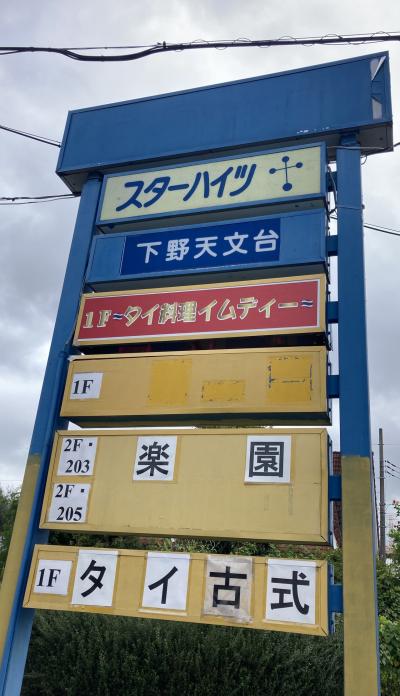 スターハイツ
下野天文台
1F タイ料理イムディー
1F
2F・203 楽園
2F・205
1F タイ古式